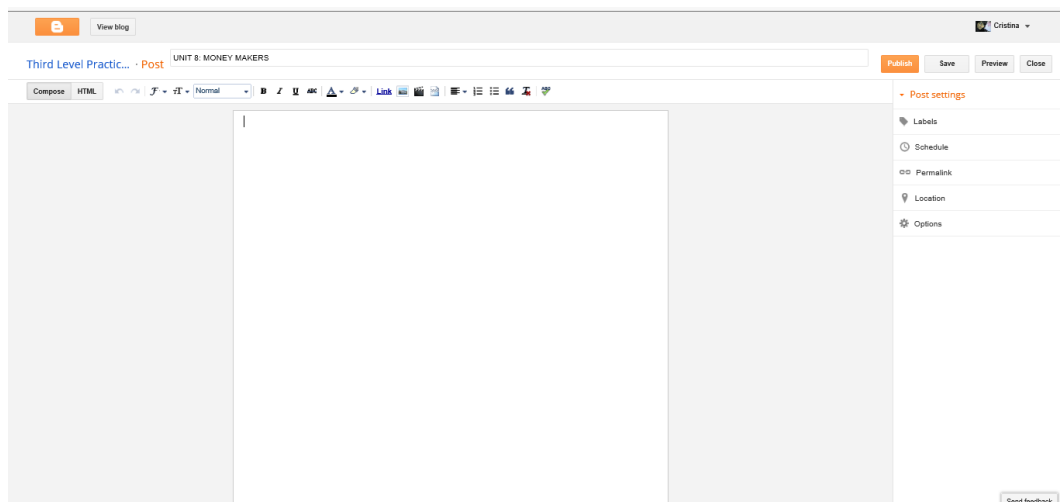 View blog
Cristina
Third Level Practic... · Post
UNIT 8: MONEY MAKERS
Publish
Save
Preview
Close
Compose
HTML
Normal
B I U ABC A Link
Post settings
Labels
Schedule
Permalink
Location
Options
Send feedback